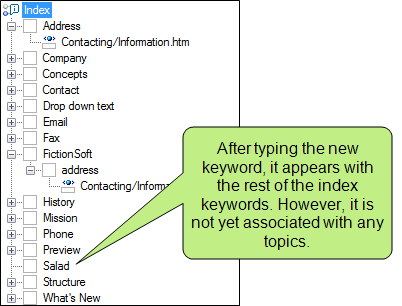 Index
Address
Contacting/Information.htm
Company
Concepts
Contact
Drop down text
Email
Fax
FictionSoft
address
Contacting/Informa
History
Mission
Phone
Preview
Salad
Structure
What's New
After typing the new
keyword, it appears with
the rest of the index
keywords. However, it is
not yet associated with any
topics.